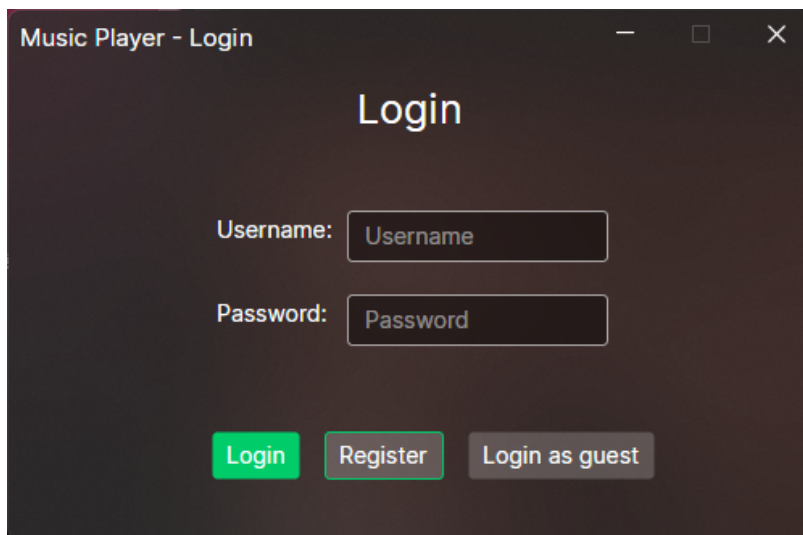 Music Player - Login
Login
Username: Username
Password: Password
Login Register Login as guest